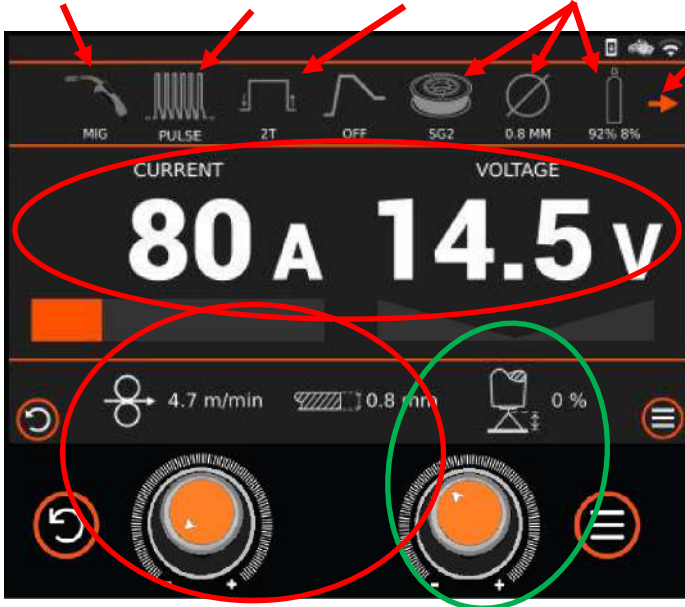 MIG PULSE 2T OFF SG2 0.8 MM 92% 8%
CURRENT VOLTAGE
80 A 14.5 V
4.7 m/min 0.8 mm 0 %
- + - +